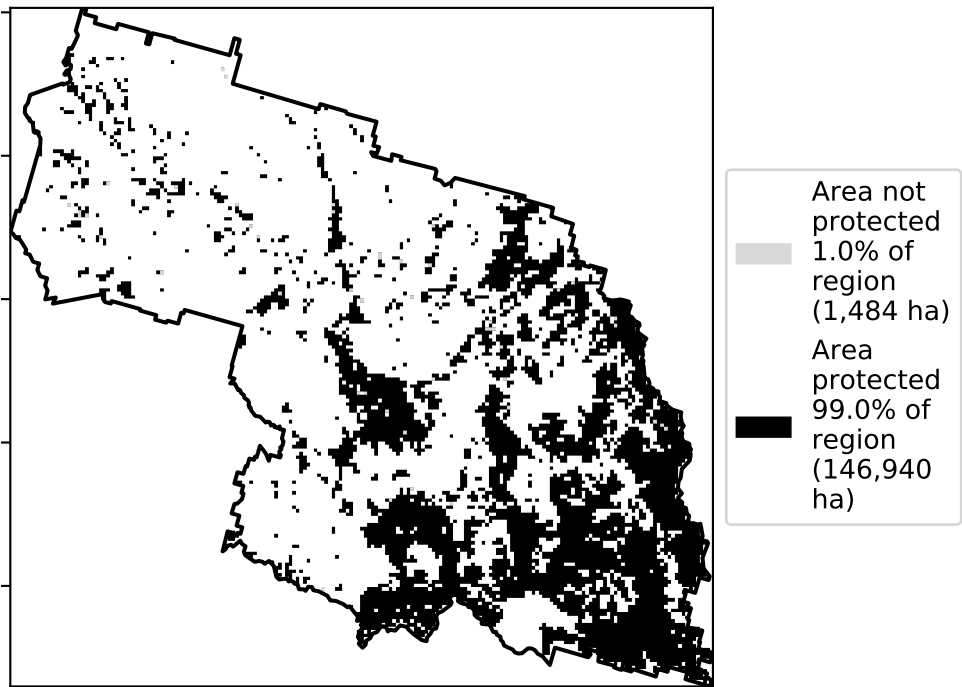 Area not
protected
1.0% of
region
(1,484 ha)
Area
protected
99.0% of
region
(146,940
ha)